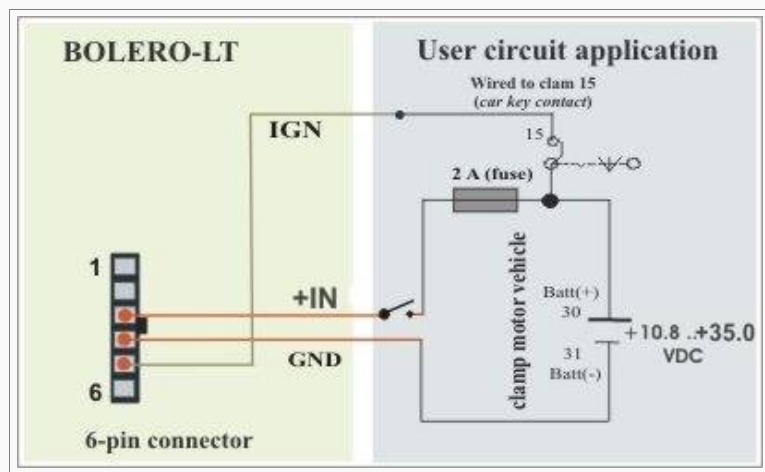 BOLERO-LT
User circuit application
Wired to clam 15
(car key contact)
IGN
15
2 A (fuse)
1
+IN
clamp motor vehicle
Batt(+)
30
+10.8 ..+35.0
VDC
GND
31
Batt(-)
6
6-pin connector